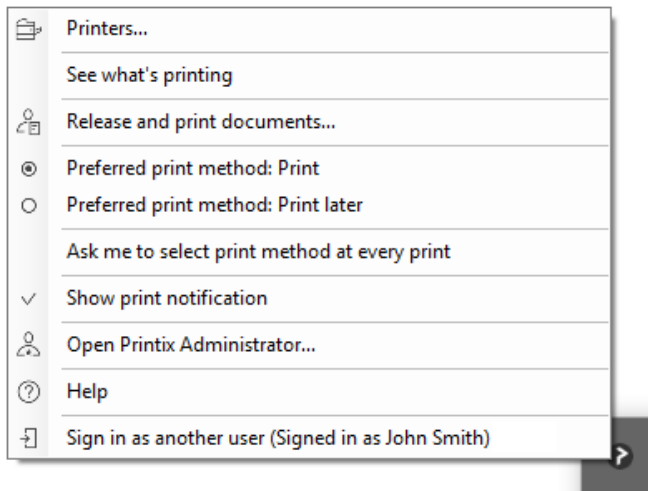 Printers...
See what's printing
Release and print documents...
Preferred print method: Print
Preferred print method: Print later
Ask me to select print method at every print
Show print notification
Open Printix Administrator...
Help
Sign in as another user (Signed in as John Smith)